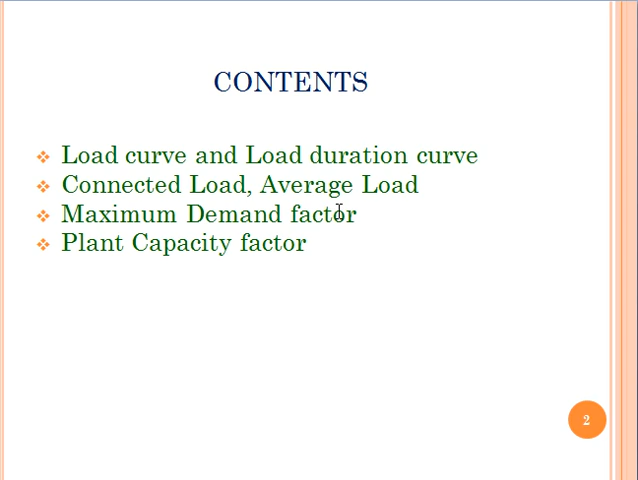 CONTENTS
Load curve and Load duration curve
Connected Load, Average Load
Maximum Demand factor
Plant Capacity factor
2